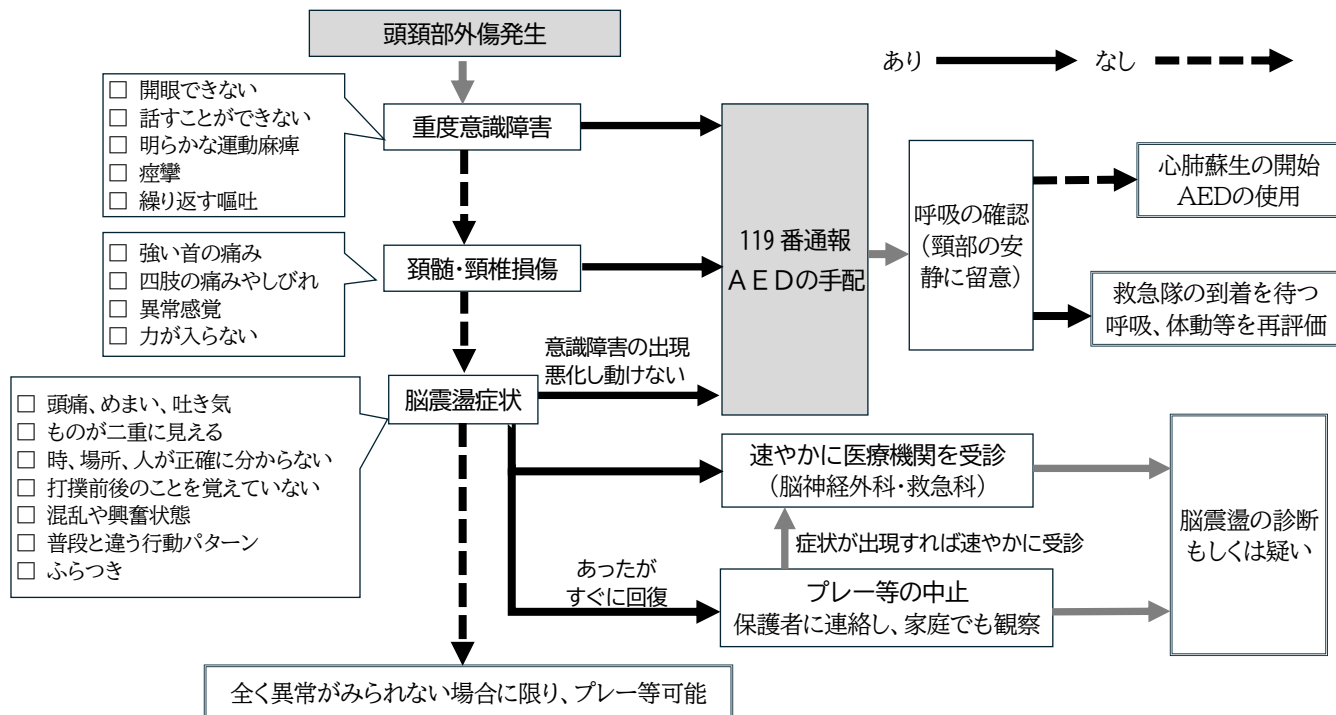 頭頚部外傷発生
あり
なし
□ 開眼できない
□ 話すことができない
□ 明らかな運動麻痺
□ 痙攣
□ 繰り返す嘔吐
重度意識障害
□ 強い首の痛み
□ 四肢の痛みやしびれ
□ 異常感覚
□ 力が入らない
頚髄・頸椎損傷
119番通報
AEDの手配
呼吸の確認
(頸部の安
静に留意)
心肺蘇生の開始
AEDの使用
救急隊の到着を待つ
呼吸、体動等を再評価
□ 頭痛、めまい、吐き気
□ ものが二重に見える
□ 時、場所、人が正確に分からない
□ 打撲前後のことを覚えていない
□ 混乱や興奮状態
□ 普段と違う行動パターン
□ ふらつき
脳震盪症状
意識障害の出現
悪化し動けない
速やかに医療機関を受診
(脳神経外科・救急科)
症状が出現すれば速やかに受診
あったが
すぐに回復
プレー等の中止
保護者に連絡し、家庭でも観察
脳震盪の診断
もしくは疑い
全く異常がみられない場合に限り、プレー等可能